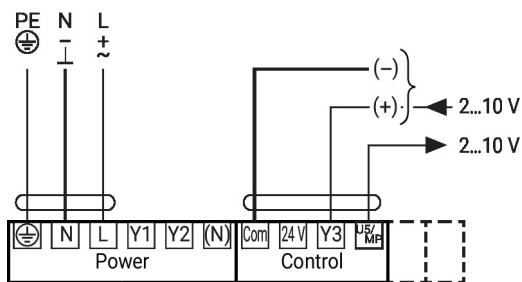 PE N L
– +
⊥ ~
(–)
(+) 2...10 V
2...10 V
N L Y1 Y2 (N) Com 24 V Y3 U5/
MP
Power Control